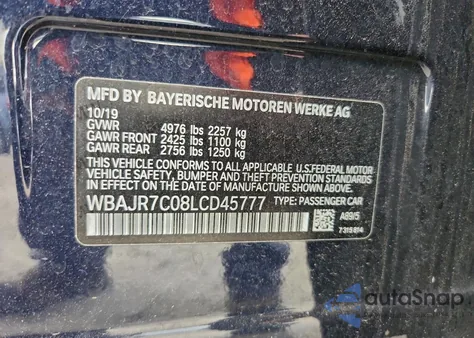 MFD BY BAYERISCHE MOTOREN WERKE AG
10/19
GVWR 4976 lbs 2257 kg
GAWR FRONT 2425 lbs 1100 kg
GAWR REAR 2756 lbs 1250 kg
THIS VEHICLE CONFORMS TO ALL APPLICABLE U.S. FEDERAL MOTOR
VEHICLE SAFETY, BUMPER AND THEFT PREVENTION STANDARDS IN
EFFECT ON THE DATE OF MANUFACTURE SHOWN ABOVE.
WBAJR7C08LCD45777 TYPE: PASSENGER CAR
A89/5
autoSnap